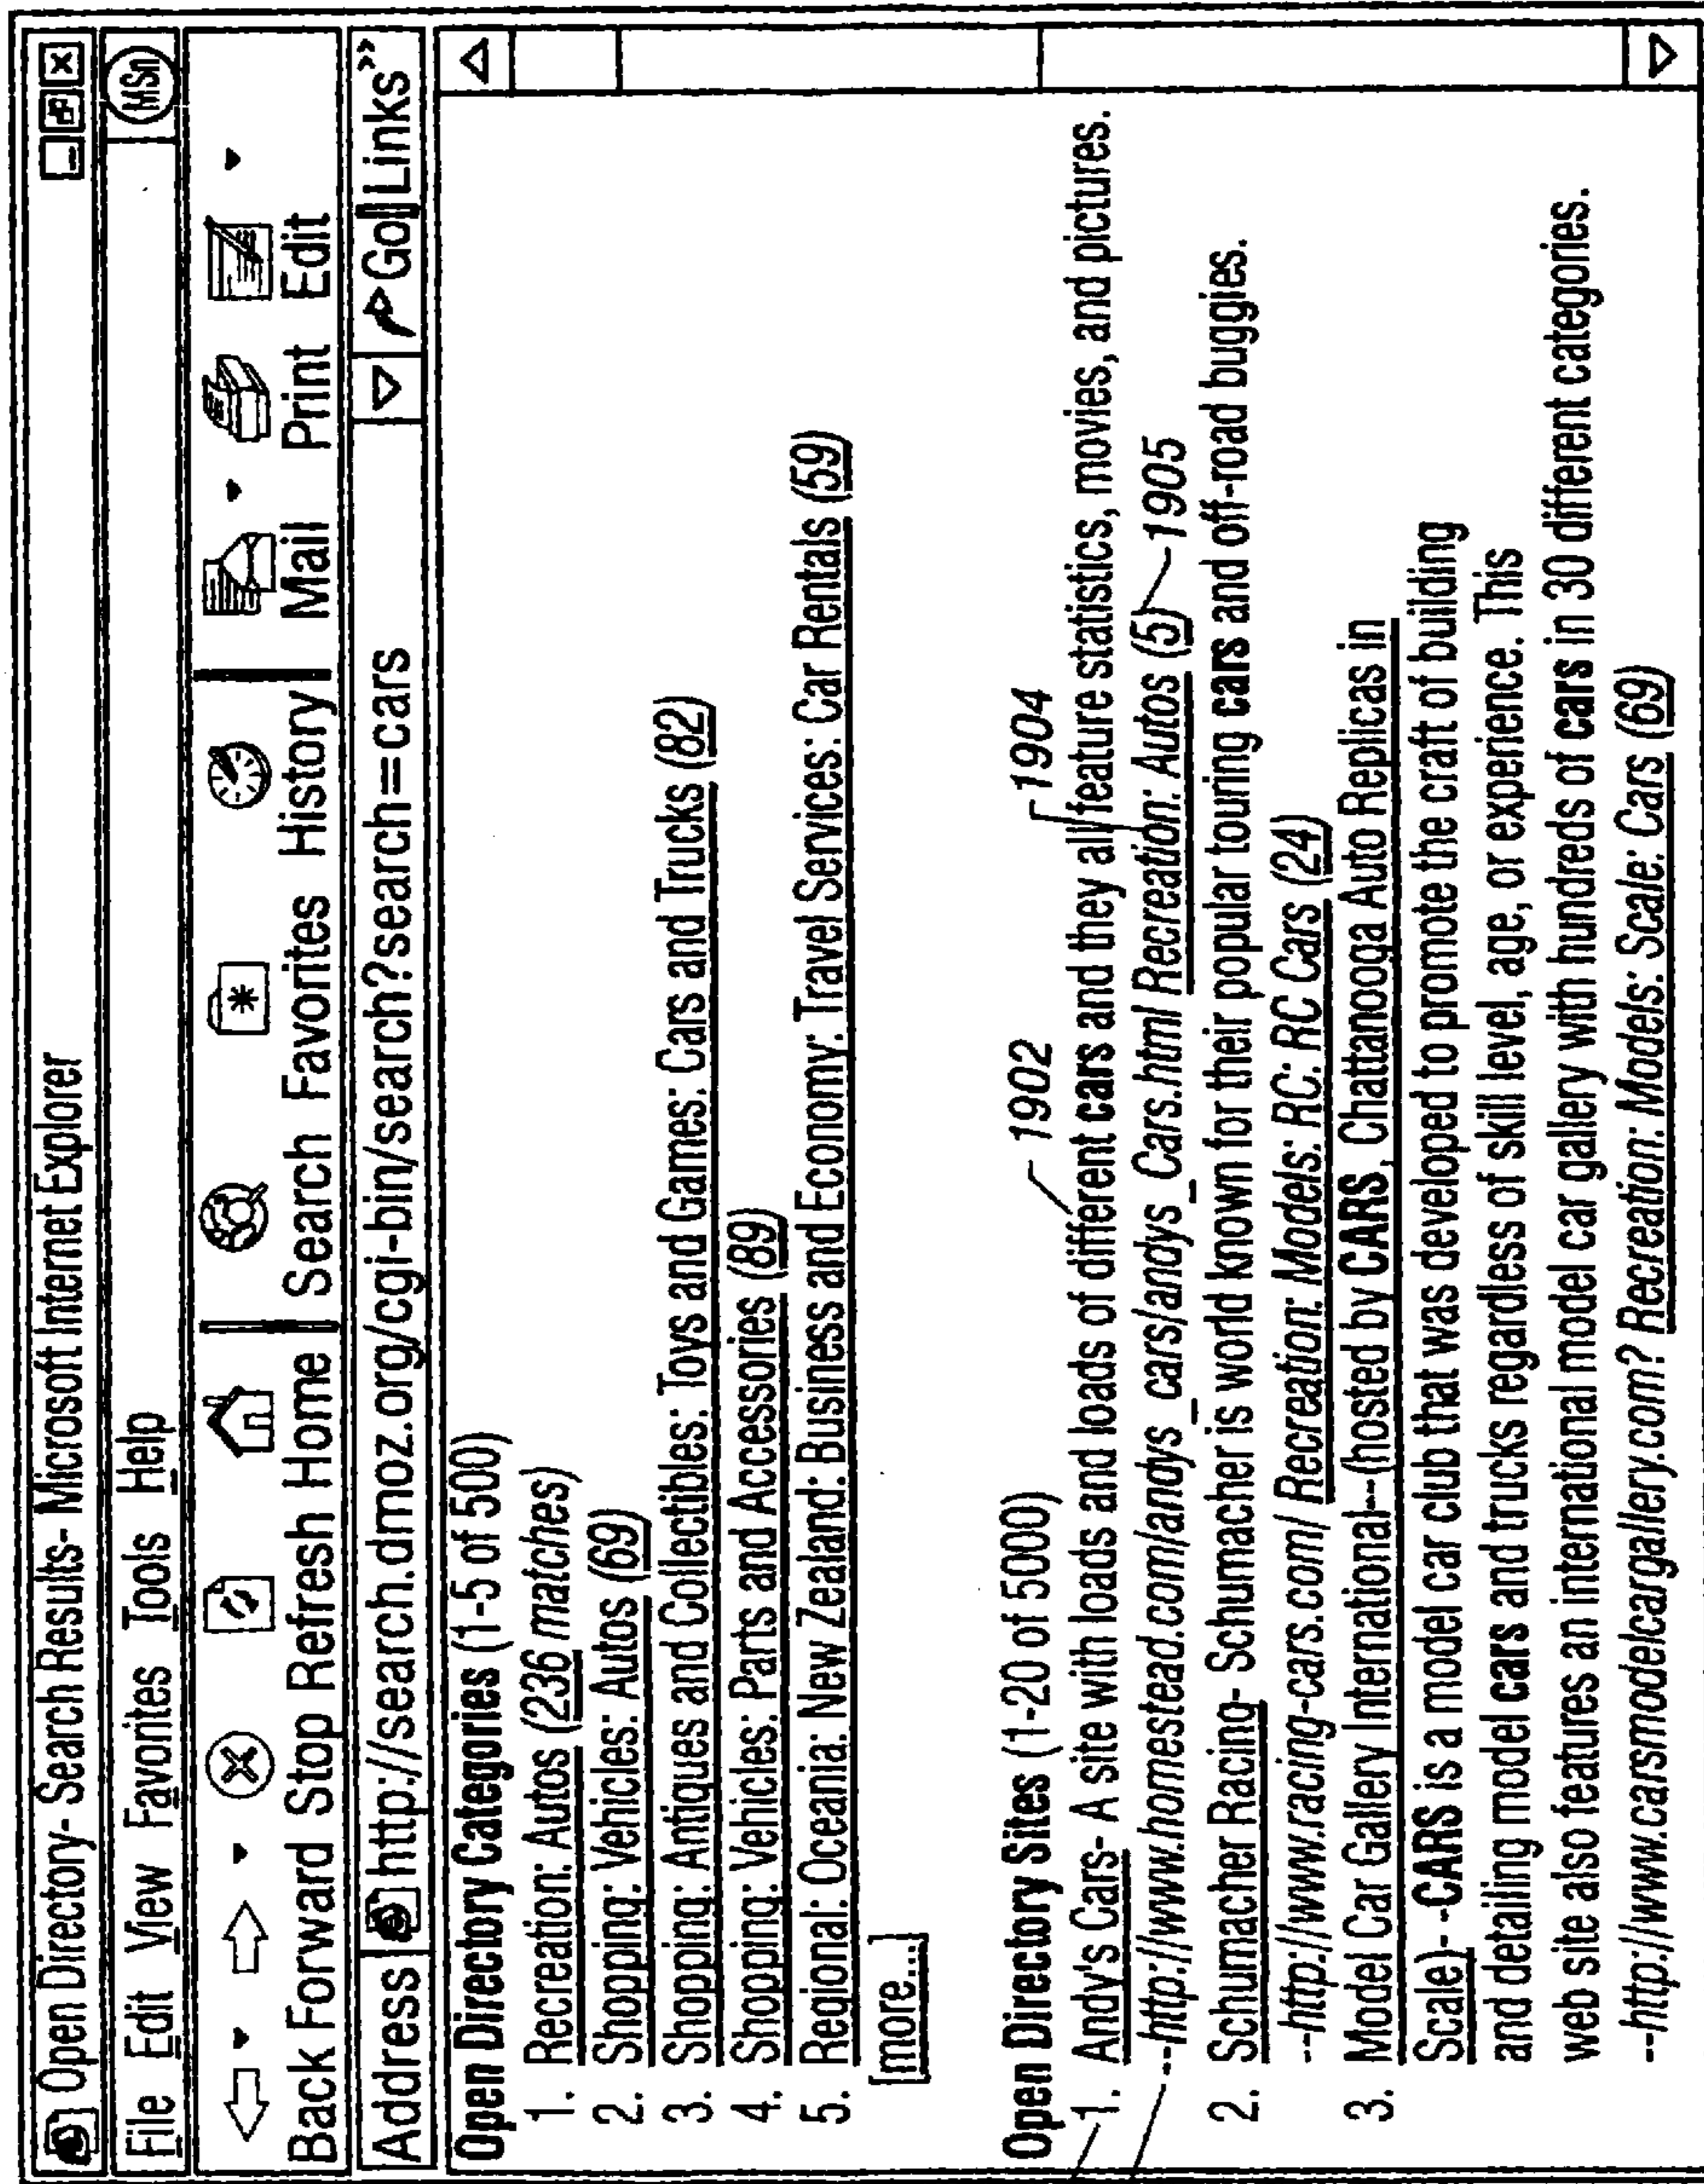 Open Directory- Search Results- Microsoft Internet Explorer
File Edit View Favorites Tools Help
MSn
Back Forward Stop Refresh Home Search Favorites History Mail Print Edit
Address http://search.dmoz.org/cgi-bin/search?search=cars Go Links»
Open Directory Categories (1-5 of 500)
1. Recreation: Autos (236 matches)
2. Shopping: Vehicles: Autos (69)
3. Shopping: Antiques and Collectibles: Toys and Games: Cars and Trucks (82)
4. Shopping: Vehicles: Parts and Accessories (89)
5. Regional: Oceania: New Zealand: Business and Economy: Travel Services: Car Rentals (59)
[more...]
1902 1904
Open Directory Sites (1-20 of 5000)
1. Andy's Cars- A site with loads and loads of different cars and they all feature statistics, movies, and pictures.
--http://www.homestead.com/andys_cars/andys_Cars.html Recreation: Autos (5) 1905
2. Schumacher Racing- Schumacher is world known for their popular touring cars and off-road buggies.
--http://www.racing-cars.com/ Recreation: Models: RC: RC Cars (24)
3. Model Car Gallery International--(hosted by CARS, Chattanooga Auto Replicas in
Scale)- -CARS is a model car club that was developed to promote the craft of building
and detailing model cars and trucks regardless of skill level, age, or experience. This
web site also features an international model car gallery with hundreds of cars in 30 different categories.
--http://www.carsmodelcargallery.com? Recreation: Models: Scale: Cars (69)